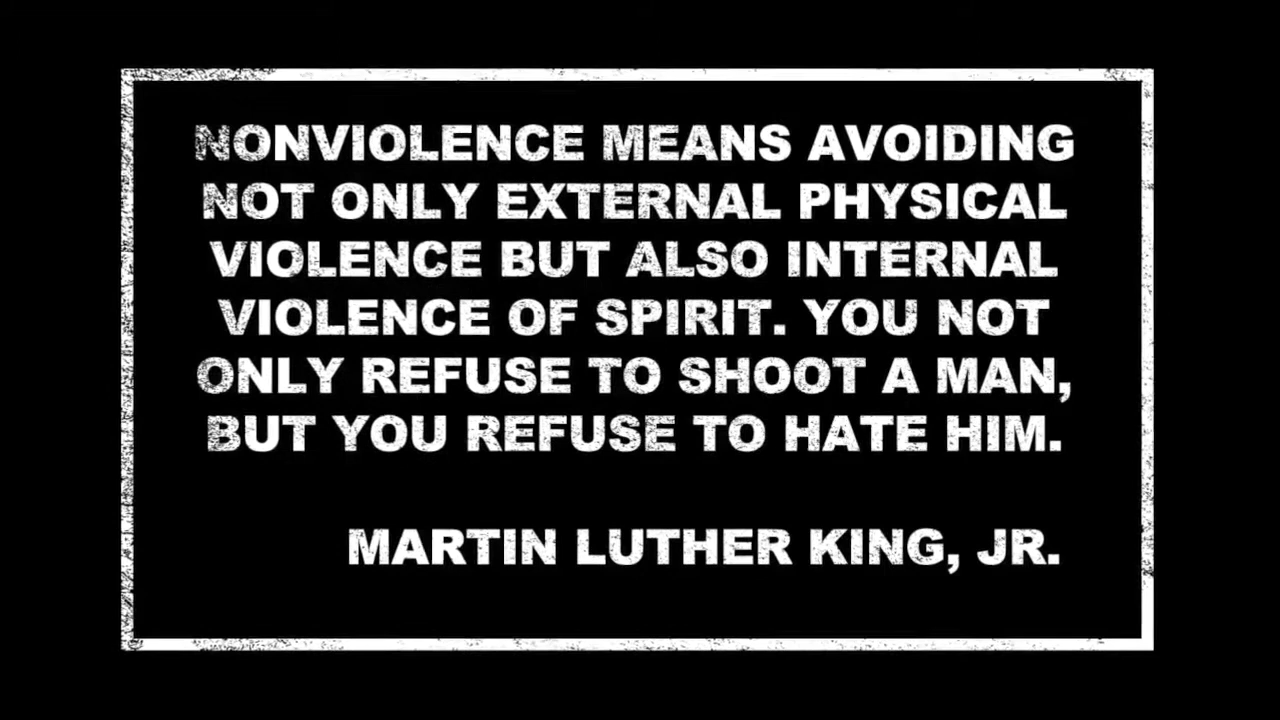 NONVIOLENCE MEANS AVOIDING
NOT ONLY EXTERNAL PHYSICAL
VIOLENCE BUT ALSO INTERNAL
VIOLENCE OF SPIRIT. YOU NOT
ONLY REFUSE TO SHOOT A MAN,
BUT YOU REFUSE TO HATE HIM.
MARTIN LUTHER KING, JR.